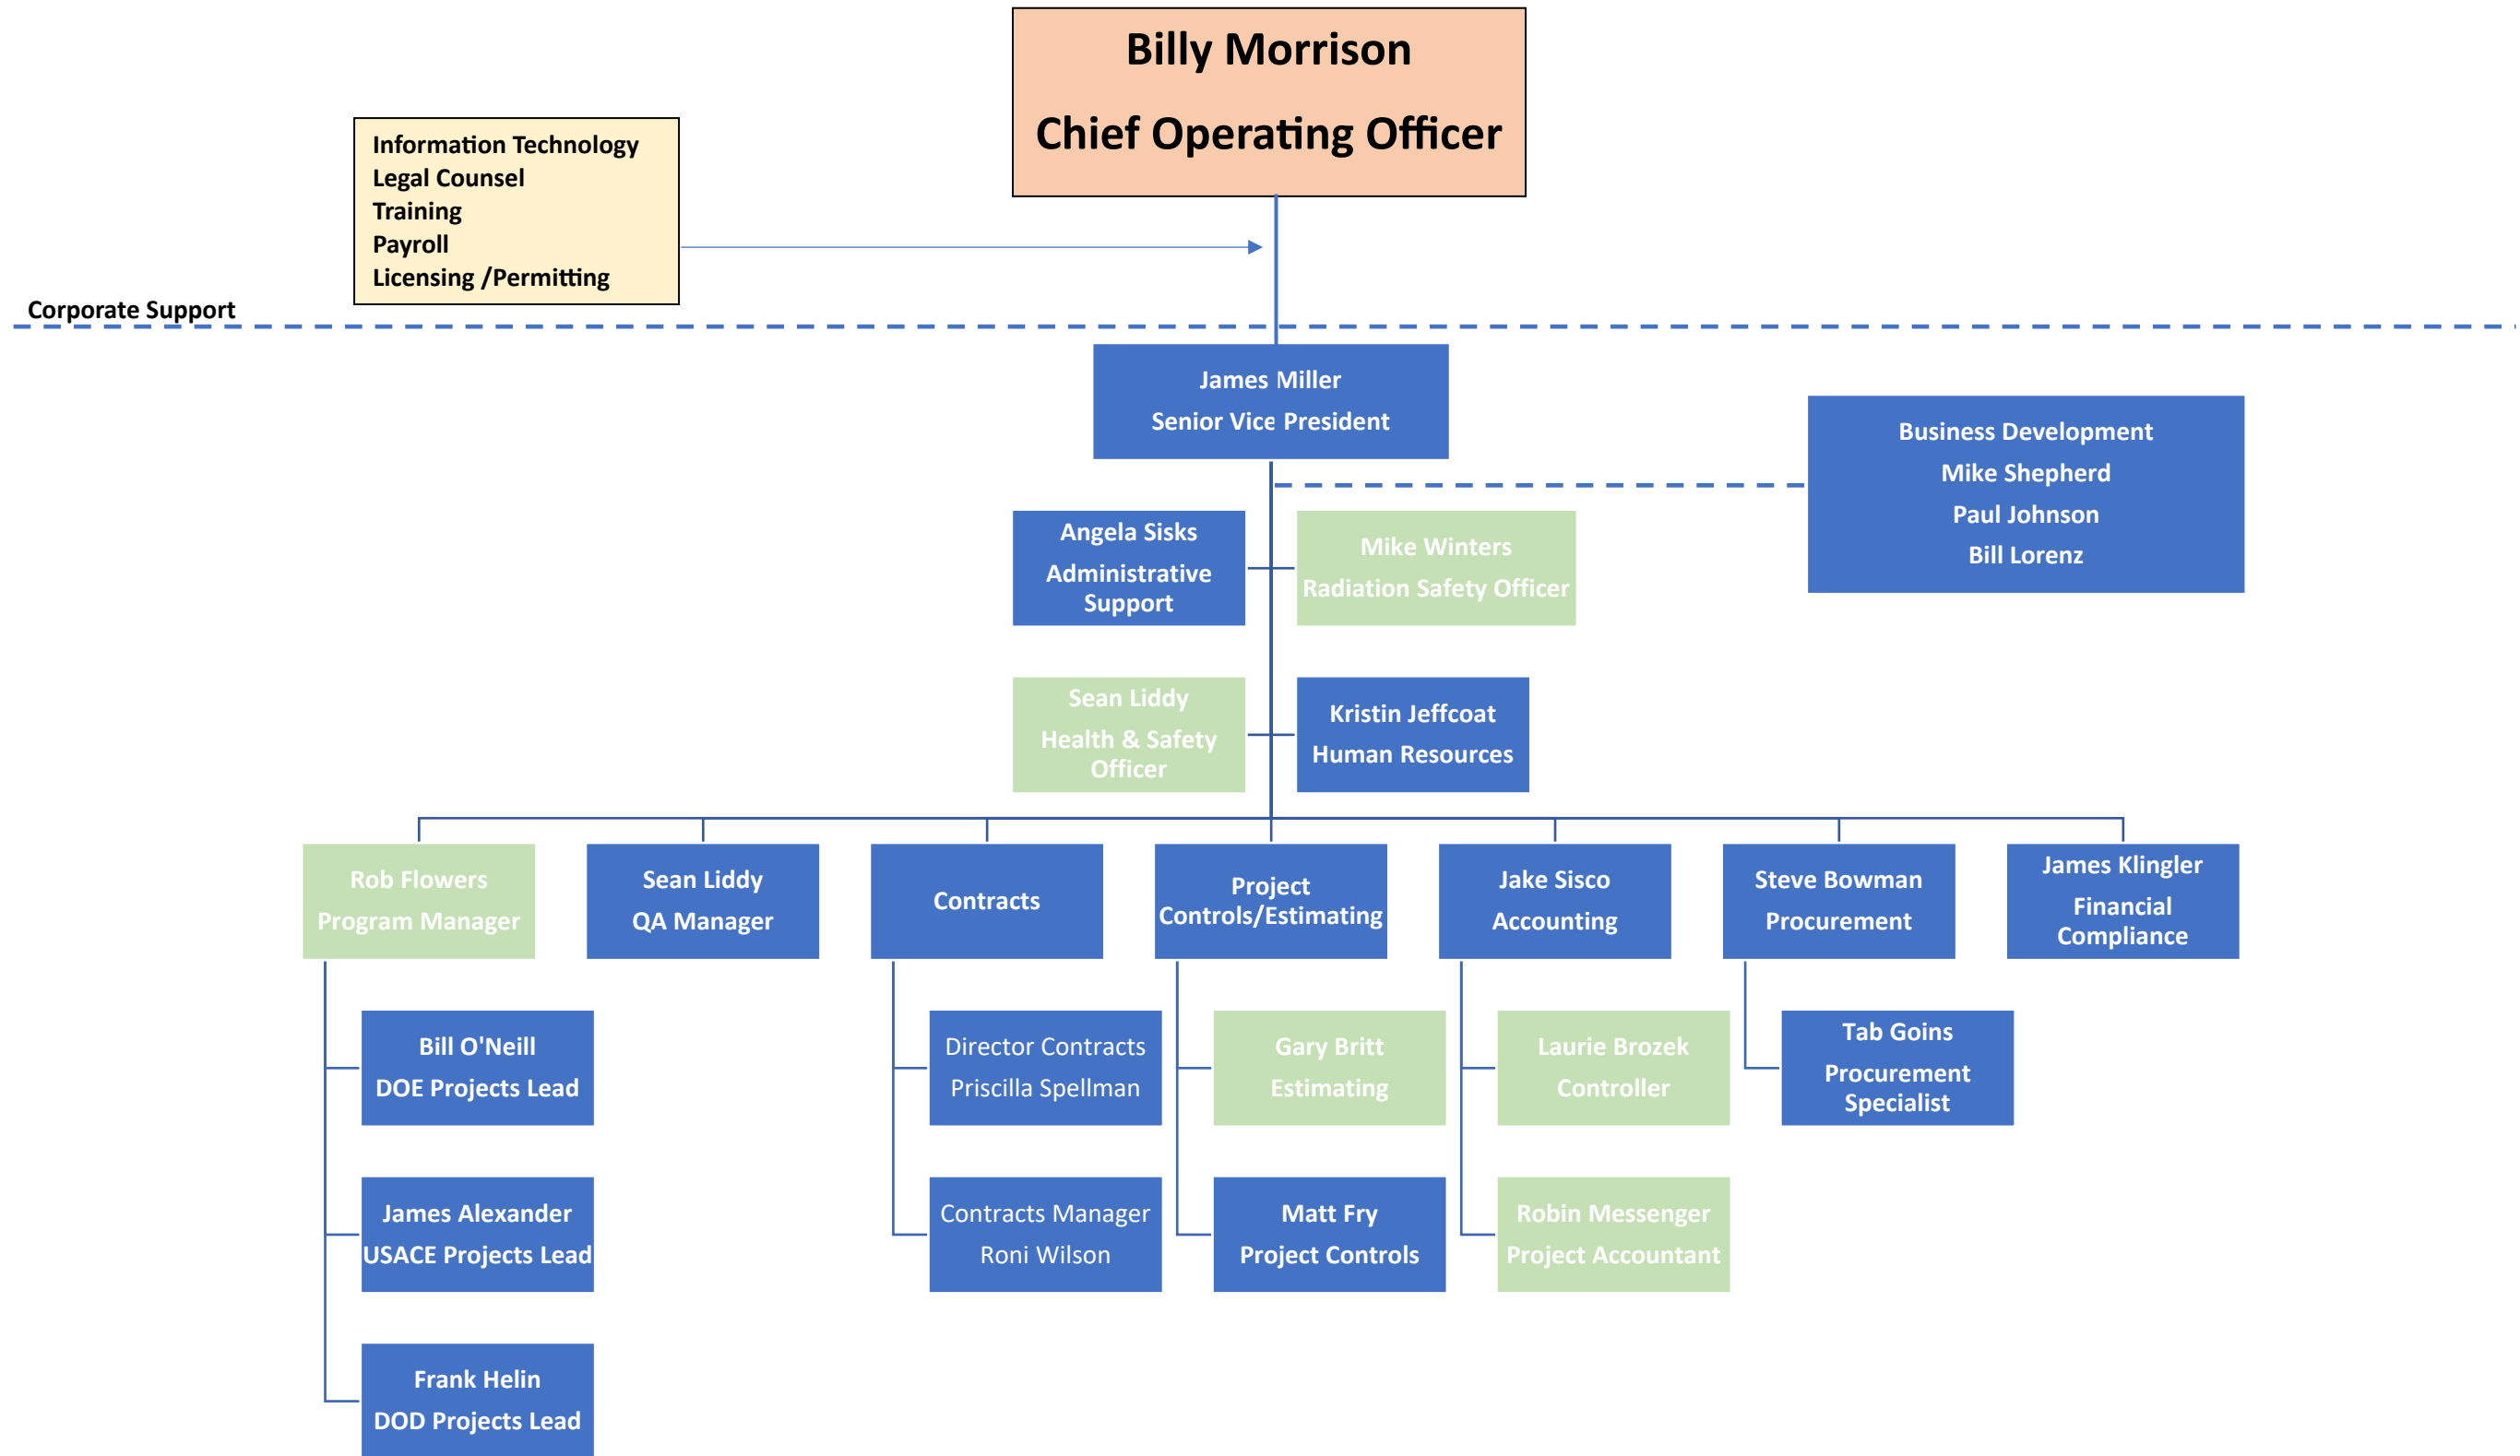 Billy Morrison
Chief Operating Officer
Information Technology
Legal Counsel
Training
Payroll
Licensing /Permitting
Corporate Support
James Miller
Senior Vice President
Business Development
Mike Shepherd
Paul Johnson
Bill Lorenz
Angela Sisks
Administrative
Support
Mike Winters
Radiation Safety Officer
Sean Liddy
Health & Safety
Officer
Kristin Jeffcoat
Human Resources
Rob Flowers
Program Manager
Sean Liddy
QA Manager
Contracts
Project
Controls/Estimating
Jake Sisco
Accounting
Steve Bowman
Procurement
James Klingler
Financial
Compliance
Bill O'Neill
DOE Projects Lead
Director Contracts
Priscilla Spellman
Gary Britt
Estimating
Laurie Brozek
Controller
Tab Goins
Procurement
Specialist
James Alexander
USACE Projects Lead
Contracts Manager
Roni Wilson
Matt Fry
Project Controls
Robin Messenger
Project Accountant
Frank Helin
DOD Projects Lead